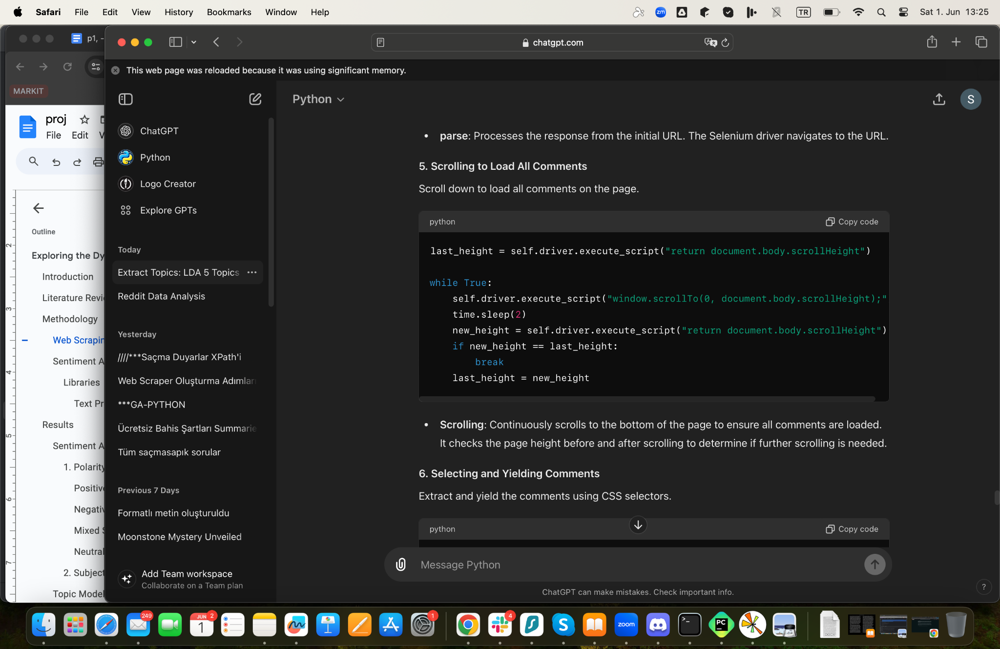 Safari File Edit View History Bookmarks Window Help
zm
TR
Sat 1. Jun 13:25
p1, -
chatgpt.com
This web page was reloaded because it was using significant memory.
MARKIT
proj
File Edit V
Outline
Exploring the Dy
Introduction
Literature Revi
Methodology
Web Scrapin
Sentiment A
Libraries
Text Pr
Results
Sentiment A
1. Polarity
Positive
Negativ
Mixed S
Neutral
2. Subject
Topic Model
2
3
4
5
6
7
ChatGPT
Python
Logo Creator
Explore GPTs
Today
Extract Topics: LDA 5 Topics
Reddit Data Analysis
Yesterday
////***Saçma Duyarlar XPath'i
Web Scraper Oluşturma Adımları
***GA-PYTHON
Ücretsiz Bahis Şartları Summarie
Tüm saçmasapık sorular
Previous 7 Days
Formatlı metin oluşturuldu
Moonstone Mystery Unveiled
Add Team workspace
Collaborate on a Team plan
Python
S
• parse: Processes the response from the initial URL. The Selenium driver navigates to the URL.
5. Scrolling to Load All Comments
Scroll down to load all comments on the page.
python
Copy code
last_height = self.driver.execute_script("return document.body.scrollHeight")
while True:
self.driver.execute_script("window.scrollTo(0, document.body.scrollHeight);"
time.sleep(2)
new_height = self.driver.execute_script("return document.body.scrollHeight")
if new_height == last_height:
break
last_height = new_height
• Scrolling: Continuously scrolls to the bottom of the page to ensure all comments are loaded.
It checks the page height before and after scrolling to determine if further scrolling is needed.
6. Selecting and Yielding Comments
Extract and yield the comments using CSS selectors.
python
Copy code
Message Python
ChatGPT can make mistakes. Check important info.
?
249
JUN 2
1
1
4
S
zoom
>_
PC
DOCX